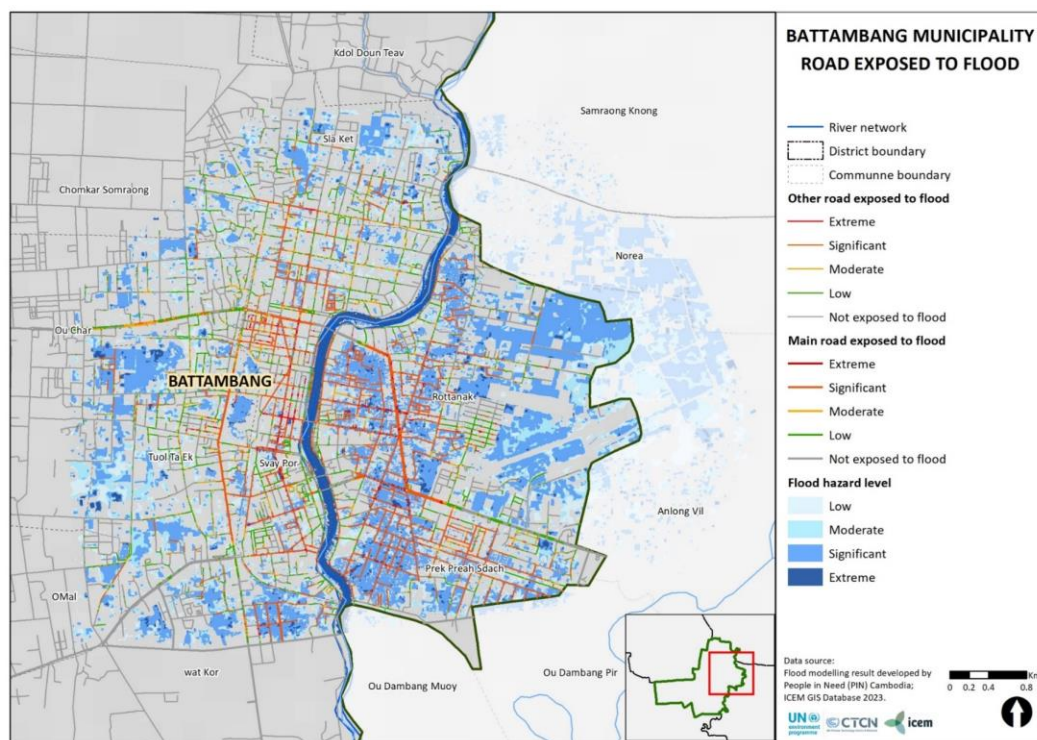 Kdol Doun Teav
Samraong Knong
Sla Ket
Chomkar Somraong
Norea
Ou Char
BATTAMBANG
Rottanak
Tuol Ta Ek
Svay Por
Anlong Vil
Prek Preah Sdach
OMal
wat Kor
Ou Dambang Muoy
Ou Dambang Pir
BATTAMBANG MUNICIPALITY
ROAD EXPOSED TO FLOOD
River network
District boundary
Communne boundary
Other road exposed to flood
Extreme
Significant
Moderate
Low
Not exposed to flood
Main road exposed to flood
Extreme
Significant
Moderate
Low
Not exposed to flood
Flood hazard level
Low
Moderate
Significant
Extreme
Data source:
Flood modelling result developed by
People in Need (PIN) Cambodia;
ICEM GIS Database 2023.
Km
0 0.2 0.4 0.8
UN
environment
programme
CTCN
icem